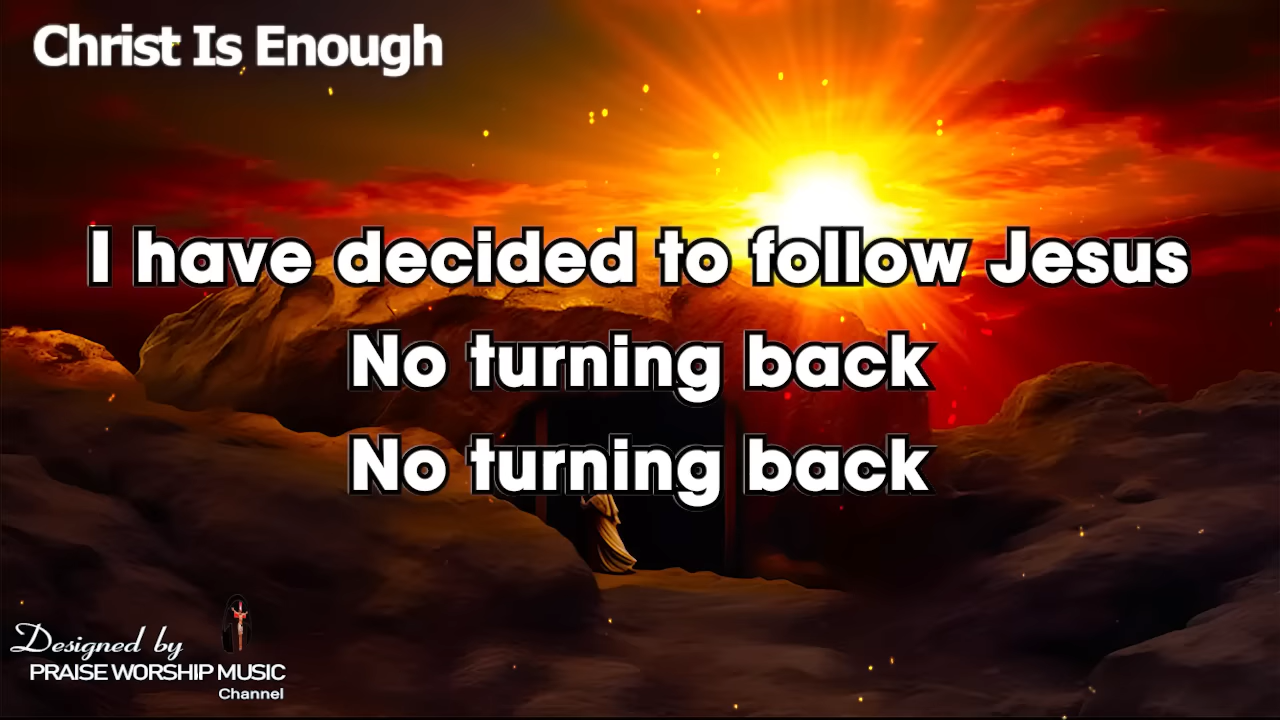 Christ Is Enough
I have decided to follow Jesus
No turning back
No turning back
Designed by
PRAISE WORSHIP MUSIC
Channel